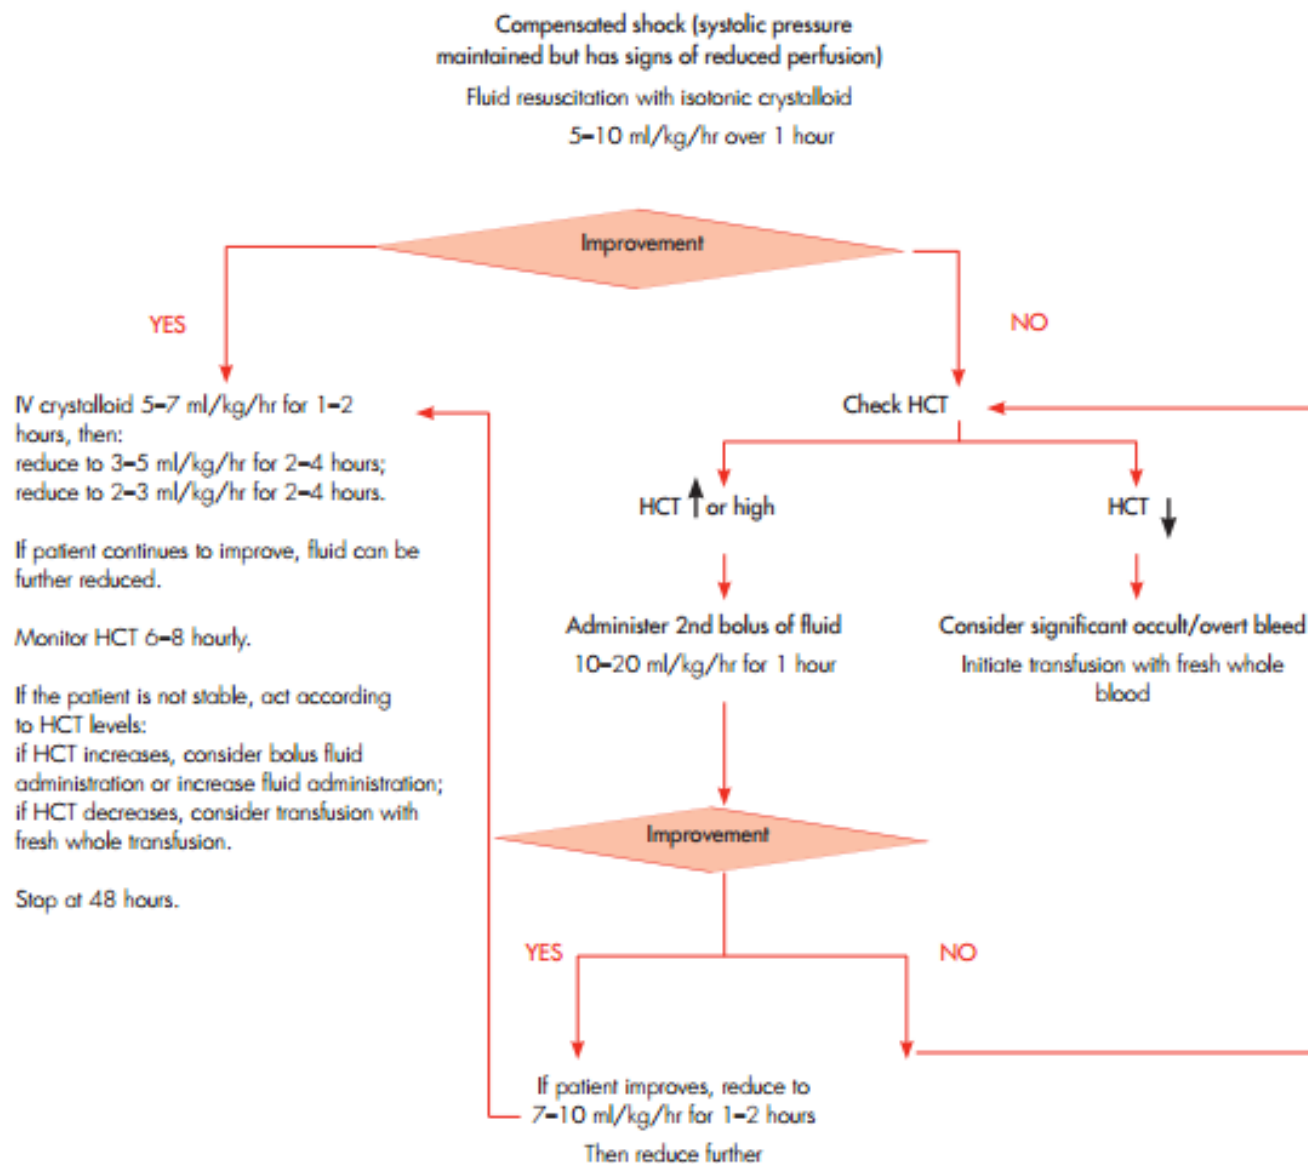 Compensated shock (systolic pressure
maintained but has signs of reduced perfusion)
Fluid resuscitation with isotonic crystalloid
5–10 ml/kg/hr over 1 hour
Improvement
YES
NO
IV crystalloid 5–7 ml/kg/hr for 1–2
hours, then:
reduce to 3–5 ml/kg/hr for 2–4 hours;
reduce to 2–3 ml/kg/hr for 2–4 hours.
If patient continues to improve, fluid can be
further reduced.
Monitor HCT 6–8 hourly.
If the patient is not stable, act according
to HCT levels:
if HCT increases, consider bolus fluid
administration or increase fluid administration;
if HCT decreases, consider transfusion with
fresh whole transfusion.
Stop at 48 hours.
Check HCT
HCT ↑ or high
HCT ↓
Administer 2nd bolus of fluid
10–20 ml/kg/hr for 1 hour
Consider significant occult/overt bleed
Initiate transfusion with fresh whole
blood
Improvement
YES
NO
If patient improves, reduce to
7–10 ml/kg/hr for 1–2 hours
Then reduce further